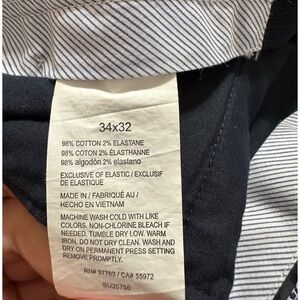 34x32
98% COTTON 2% ELASTANE
98% COTON 2% ÉLASTHANNE
98% algodón 2% elastano
EXCLUSIVE OF ELASTIC / EXCLUSIF
DE ELASTIQUE
MADE IN / FABRIQUÉ AU /
HECHO EN VIETNAM
MACHINE WASH COLD WITH LIKE
COLORS. NON-CHLORINE BLEACH IF
NEEDED. TUMBLE DRY LOW. WARM
IRON. DO NOT DRY CLEAN. WASH AND
DRY ON PERMANENT PRESS SETTING
REMOVE PROMPTLY.
RN# 37763 / CA# 55972
SU25755